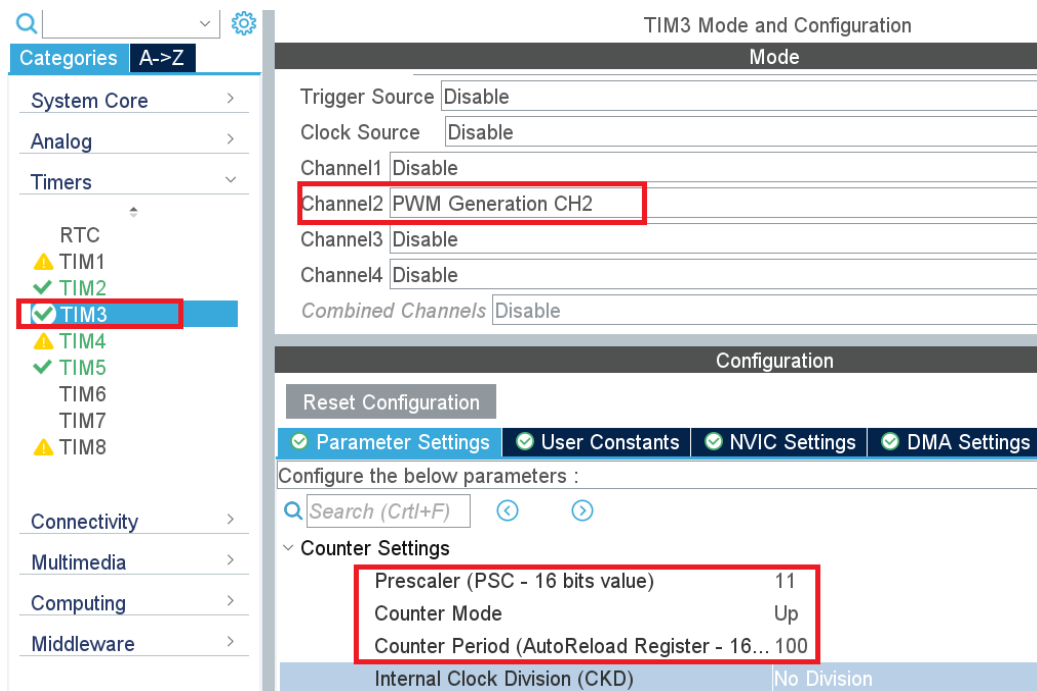 Categories A->Z
System Core
Analog
Timers
RTC
TIM1
TIM2
TIM3
TIM4
TIM5
TIM6
TIM7
TIM8
Connectivity
Multimedia
Computing
Middleware
TIM3 Mode and Configuration
Mode
Trigger Source Disable
Clock Source Disable
Channel1 Disable
Channel2 PWM Generation CH2
Channel3 Disable
Channel4 Disable
Combined Channels Disable
Configuration
Reset Configuration
Parameter Settings User Constants NVIC Settings DMA Settings
Configure the below parameters :
Search (Crtl+F)
Counter Settings
Prescaler (PSC - 16 bits value) 11
Counter Mode Up
Counter Period (AutoReload Register - 16... 100
Internal Clock Division (CKD) No Division